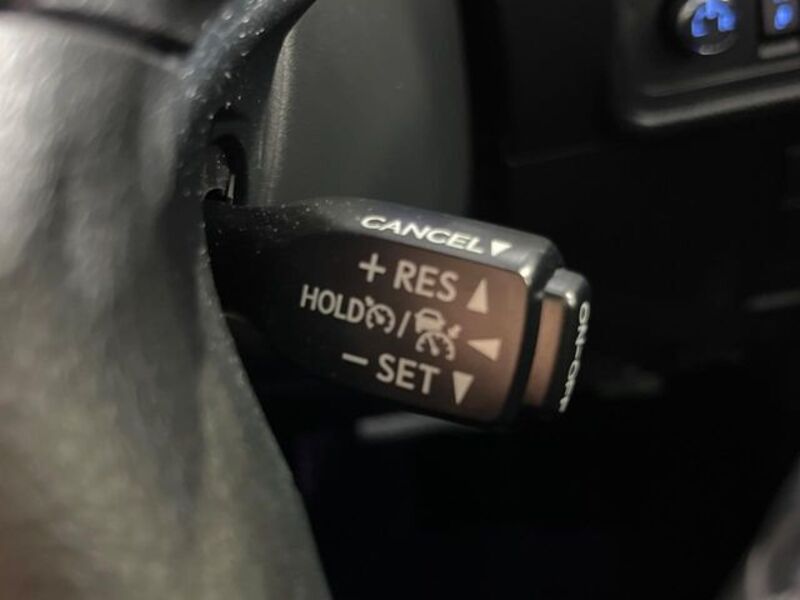 CANCEL▼
+ RES ▲
HOLD / ◀
− SET ▼
ON-OFF